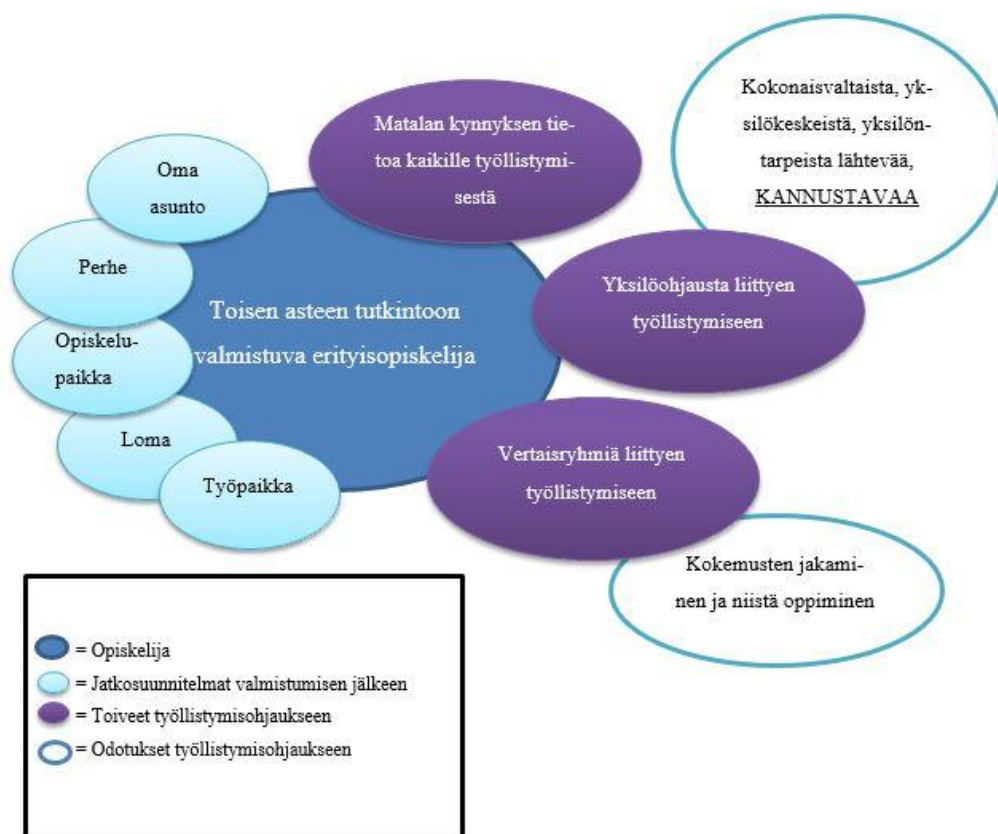 Kokonaisvaltaista, yk-
silökeskeistä, yksilön-
tarpeista lähtevää,
KANNUSTAVAA
Matalan kynnyksen tie-
toa kaikille työllistymi-
sestä
Oma
asunto
Perhe
Opiskelu-
paikka
Loma
Työpaikka
Toisen asteen tutkintoon
valmistuva erityisopiskelija
Yksilöohjausta liittyen
työllistymiseen
Vertaisryhmiä liittyen
työllistymiseen
Kokemusten jakami-
nen ja niistä oppiminen
= Opiskelija
= Jatkosuunnitelmat valmistumisen jälkeen
= Toiveet työllistymisohjaukseen
= Odotukset työllistymisohjaukseen